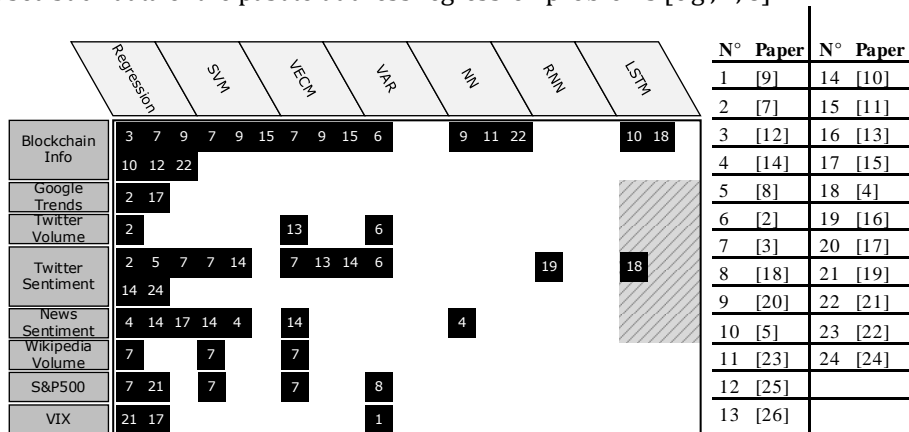 Regression SVM VECM VAR NN RNN LSTM
Blockchain
Info
3 7 9 7 9 15 7 9 15 6 9 11 22 10 18
10 12 22
Google
Trends
2 17
Twitter
Volume
2 13 6
Twitter
Sentiment
2 5 7 7 14 7 13 14 6 19 18
14 24
News
Sentiment
4 14 17 14 4 14 4
Wikipedia
Volume
7 7 7
S&P500
7 21 7 7 8
VIX
21 17 1
N° Paper N° Paper
1 [9] 14 [10]
2 [7] 15 [11]
3 [12] 16 [13]
4 [14] 17 [15]
5 [8] 18 [4]
6 [2] 19 [16]
7 [3] 20 [17]
8 [18] 21 [19]
9 [20] 22 [21]
10 [5] 23 [22]
11 [23] 24 [24]
12 [25]
13 [26]